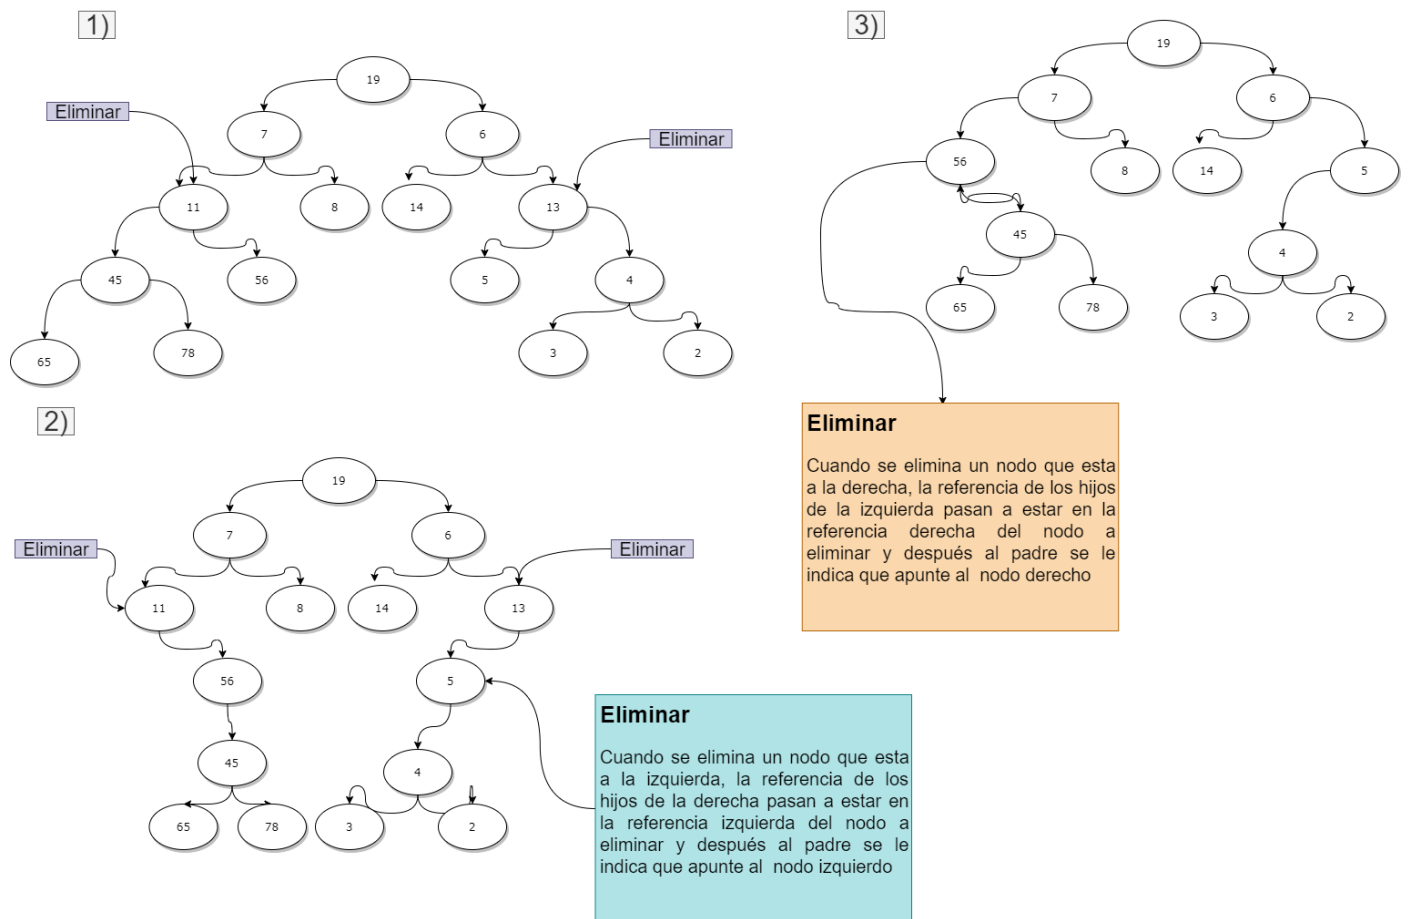 1)
19
Eliminar
7
6
Eliminar
11
8
14
13
45
56
5
4
65
78
3
2
2)
19
Eliminar
7
6
Eliminar
11
8
14
13
56
5
45
4
65
78
3
2
Eliminar
Cuando se elimina un nodo que esta
a la izquierda, la referencia de los
hijos de la derecha pasan a estar en
la referencia izquierda del nodo a
eliminar y después al padre se le
indica que apunte al nodo izquierdo
3)
19
7
6
56
8
14
5
45
4
65
78
3
2
Eliminar
Cuando se elimina un nodo que esta
a la derecha, la referencia de los hijos
de la izquierda pasan a estar en la
referencia derecha del nodo a
eliminar y después al padre se le
indica que apunte al nodo derecho